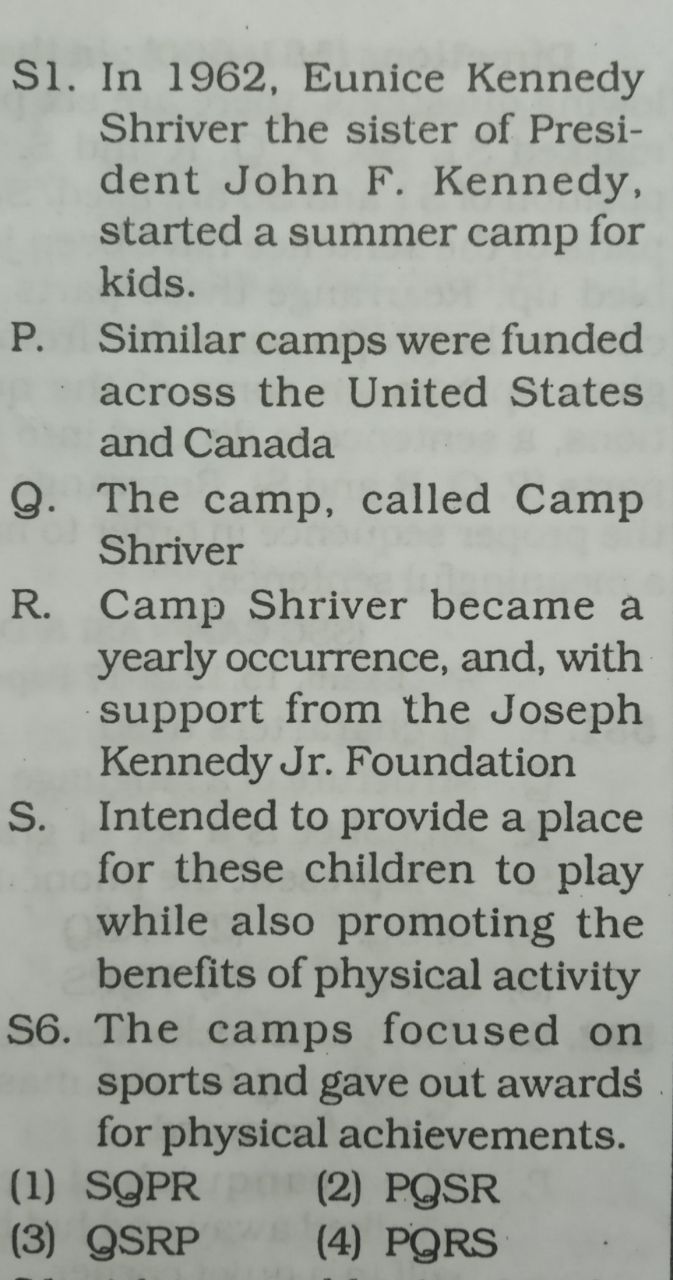 S1. In 1962, Eunice Kennedy
Shriver the sister of Presi-
dent John F. Kennedy,
started a summer camp for
kids.
P. Similar camps were funded
across the United States
and Canada
Q. The camp, called Camp
Shriver
R. Camp Shriver became a
yearly occurrence, and, with
support from the Joseph
Kennedy Jr. Foundation
S. Intended to provide a place
for these children to play
while also promoting the
benefits of physical activity
S6. The camps focused on
sports and gave out awards
for physical achievements.
(1) SQPR (2) PQSR
(3) QSRP (4) PQRS